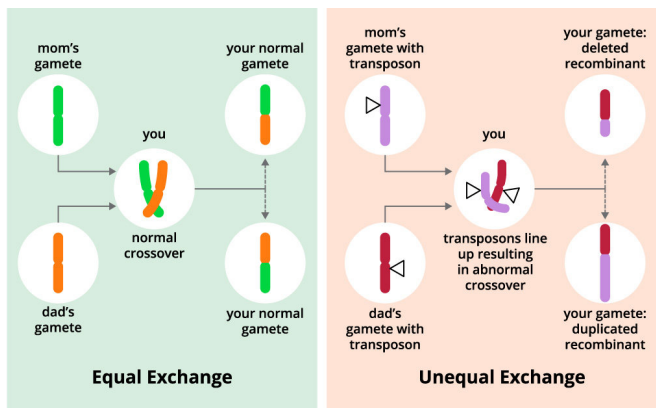 mom's
gamete
your normal
gamete
you
normal
crossover
dad's
gamete
your normal
gamete
Equal Exchange
mom's
gamete with
transposon
your gamete:
deleted
recombinant
you
transposons line
up resulting
in abnormal
crossover
dad's
gamete with
transposon
your gamete:
duplicated
recombinant
Unequal Exchange